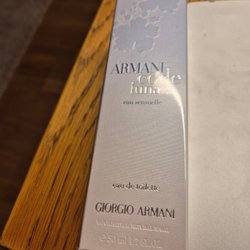 ARMANI
code
luna
eau sensuelle
eau de toilette
GIORGIO ARMANI